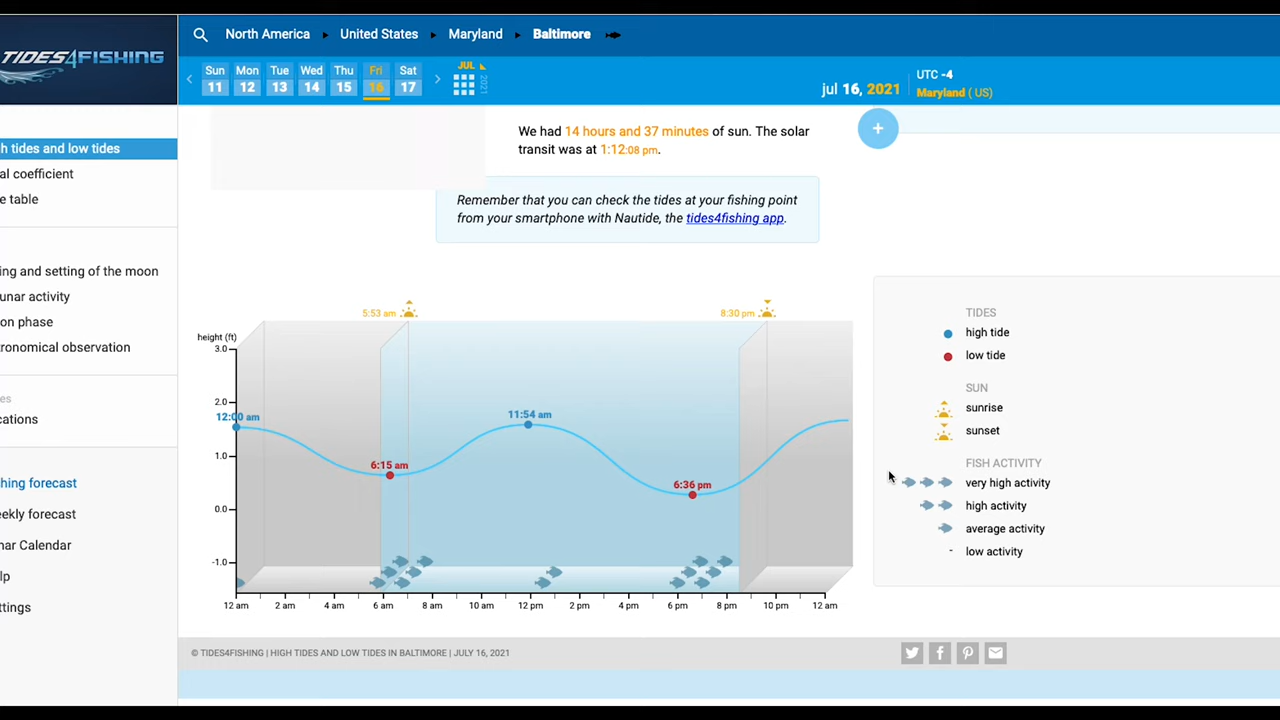 TIDES4FISHING
North America United States Maryland Baltimore
Sun Mon Tue Wed Thu Fri Sat
11 12 13 14 15 16 17
JUL
2021
jul 16, 2021
UTC -4
Maryland ( US)
We had 14 hours and 37 minutes of sun. The solar
transit was at 1:12:08 pm.
+
Remember that you can check the tides at your fishing point
from your smartphone with Nautide, the tides4fishing app.
h tides and low tides
al coefficient
e table
ing and setting of the moon
unar activity
on phase
ronomical observation
es
cations
hing forecast
ekly forecast
nar Calendar
lp
ttings
5:53 am
8:30 pm
height (ft)
3.0
2.0
1.0
0.0
-1.0
12:00 am
6:15 am
11:54 am
6:36 pm
12 am 2 am 4 am 6 am 8 am 10 am 12 pm 2 pm 4 pm 6 pm 8 pm 10 pm 12 am
TIDES
high tide
low tide
SUN
sunrise
sunset
FISH ACTIVITY
very high activity
high activity
average activity
- low activity
© TIDES4FISHING | HIGH TIDES AND LOW TIDES IN BALTIMORE | JULY 16, 2021